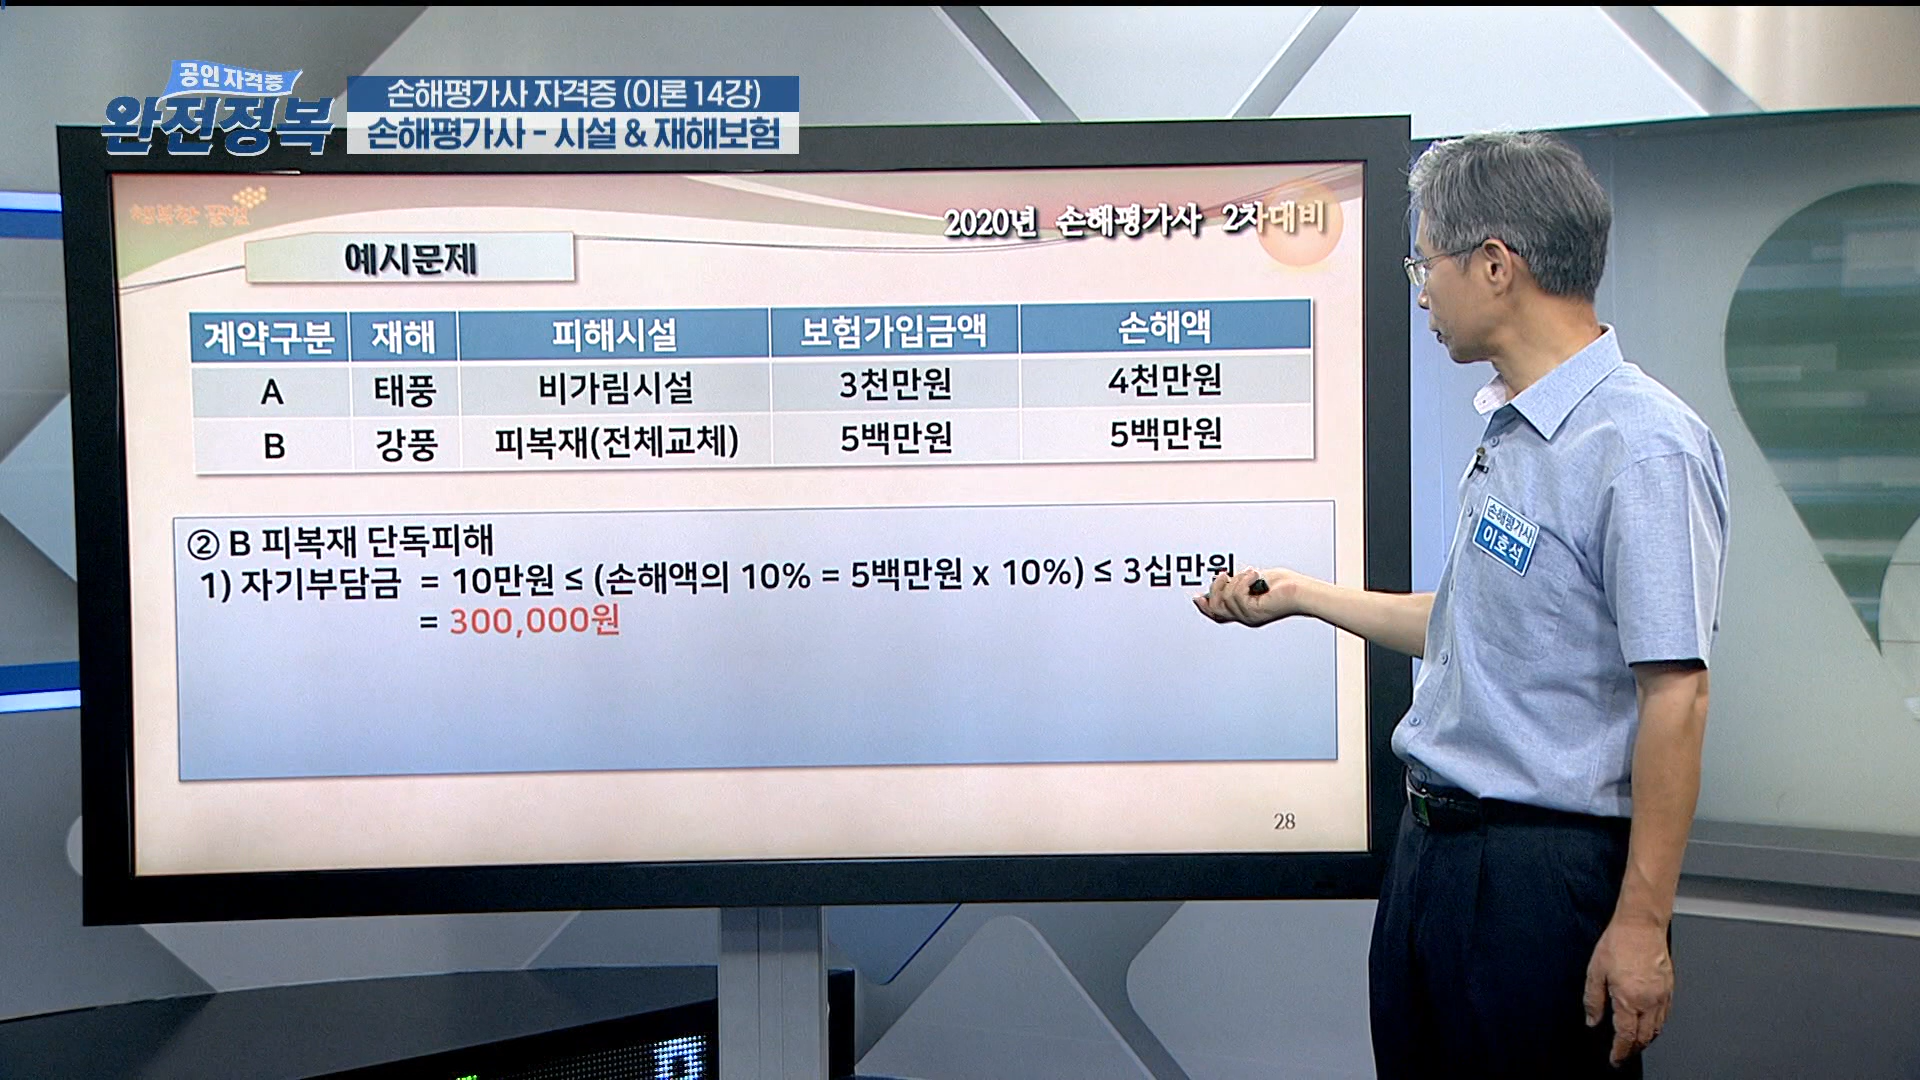 공인 자격증
완전정복
손해평가사 자격증 (이론 14강)
손해평가사 - 시설 & 재해보험
행복한 꿀벌
2020년 손해평가사 2차대비
예시문제
계약구분 재해 피해시설 보험가입금액 손해액
A 태풍 비가림시설 3천만원 4천만원
B 강풍 피복재(전체교체) 5백만원 5백만원
② B 피복재 단독피해
1) 자기부담금 = 10만원 ≤ (손해액의 10% = 5백만원 x 10%) ≤ 3십만원
= 300,000원
28
손해평가사
이호석